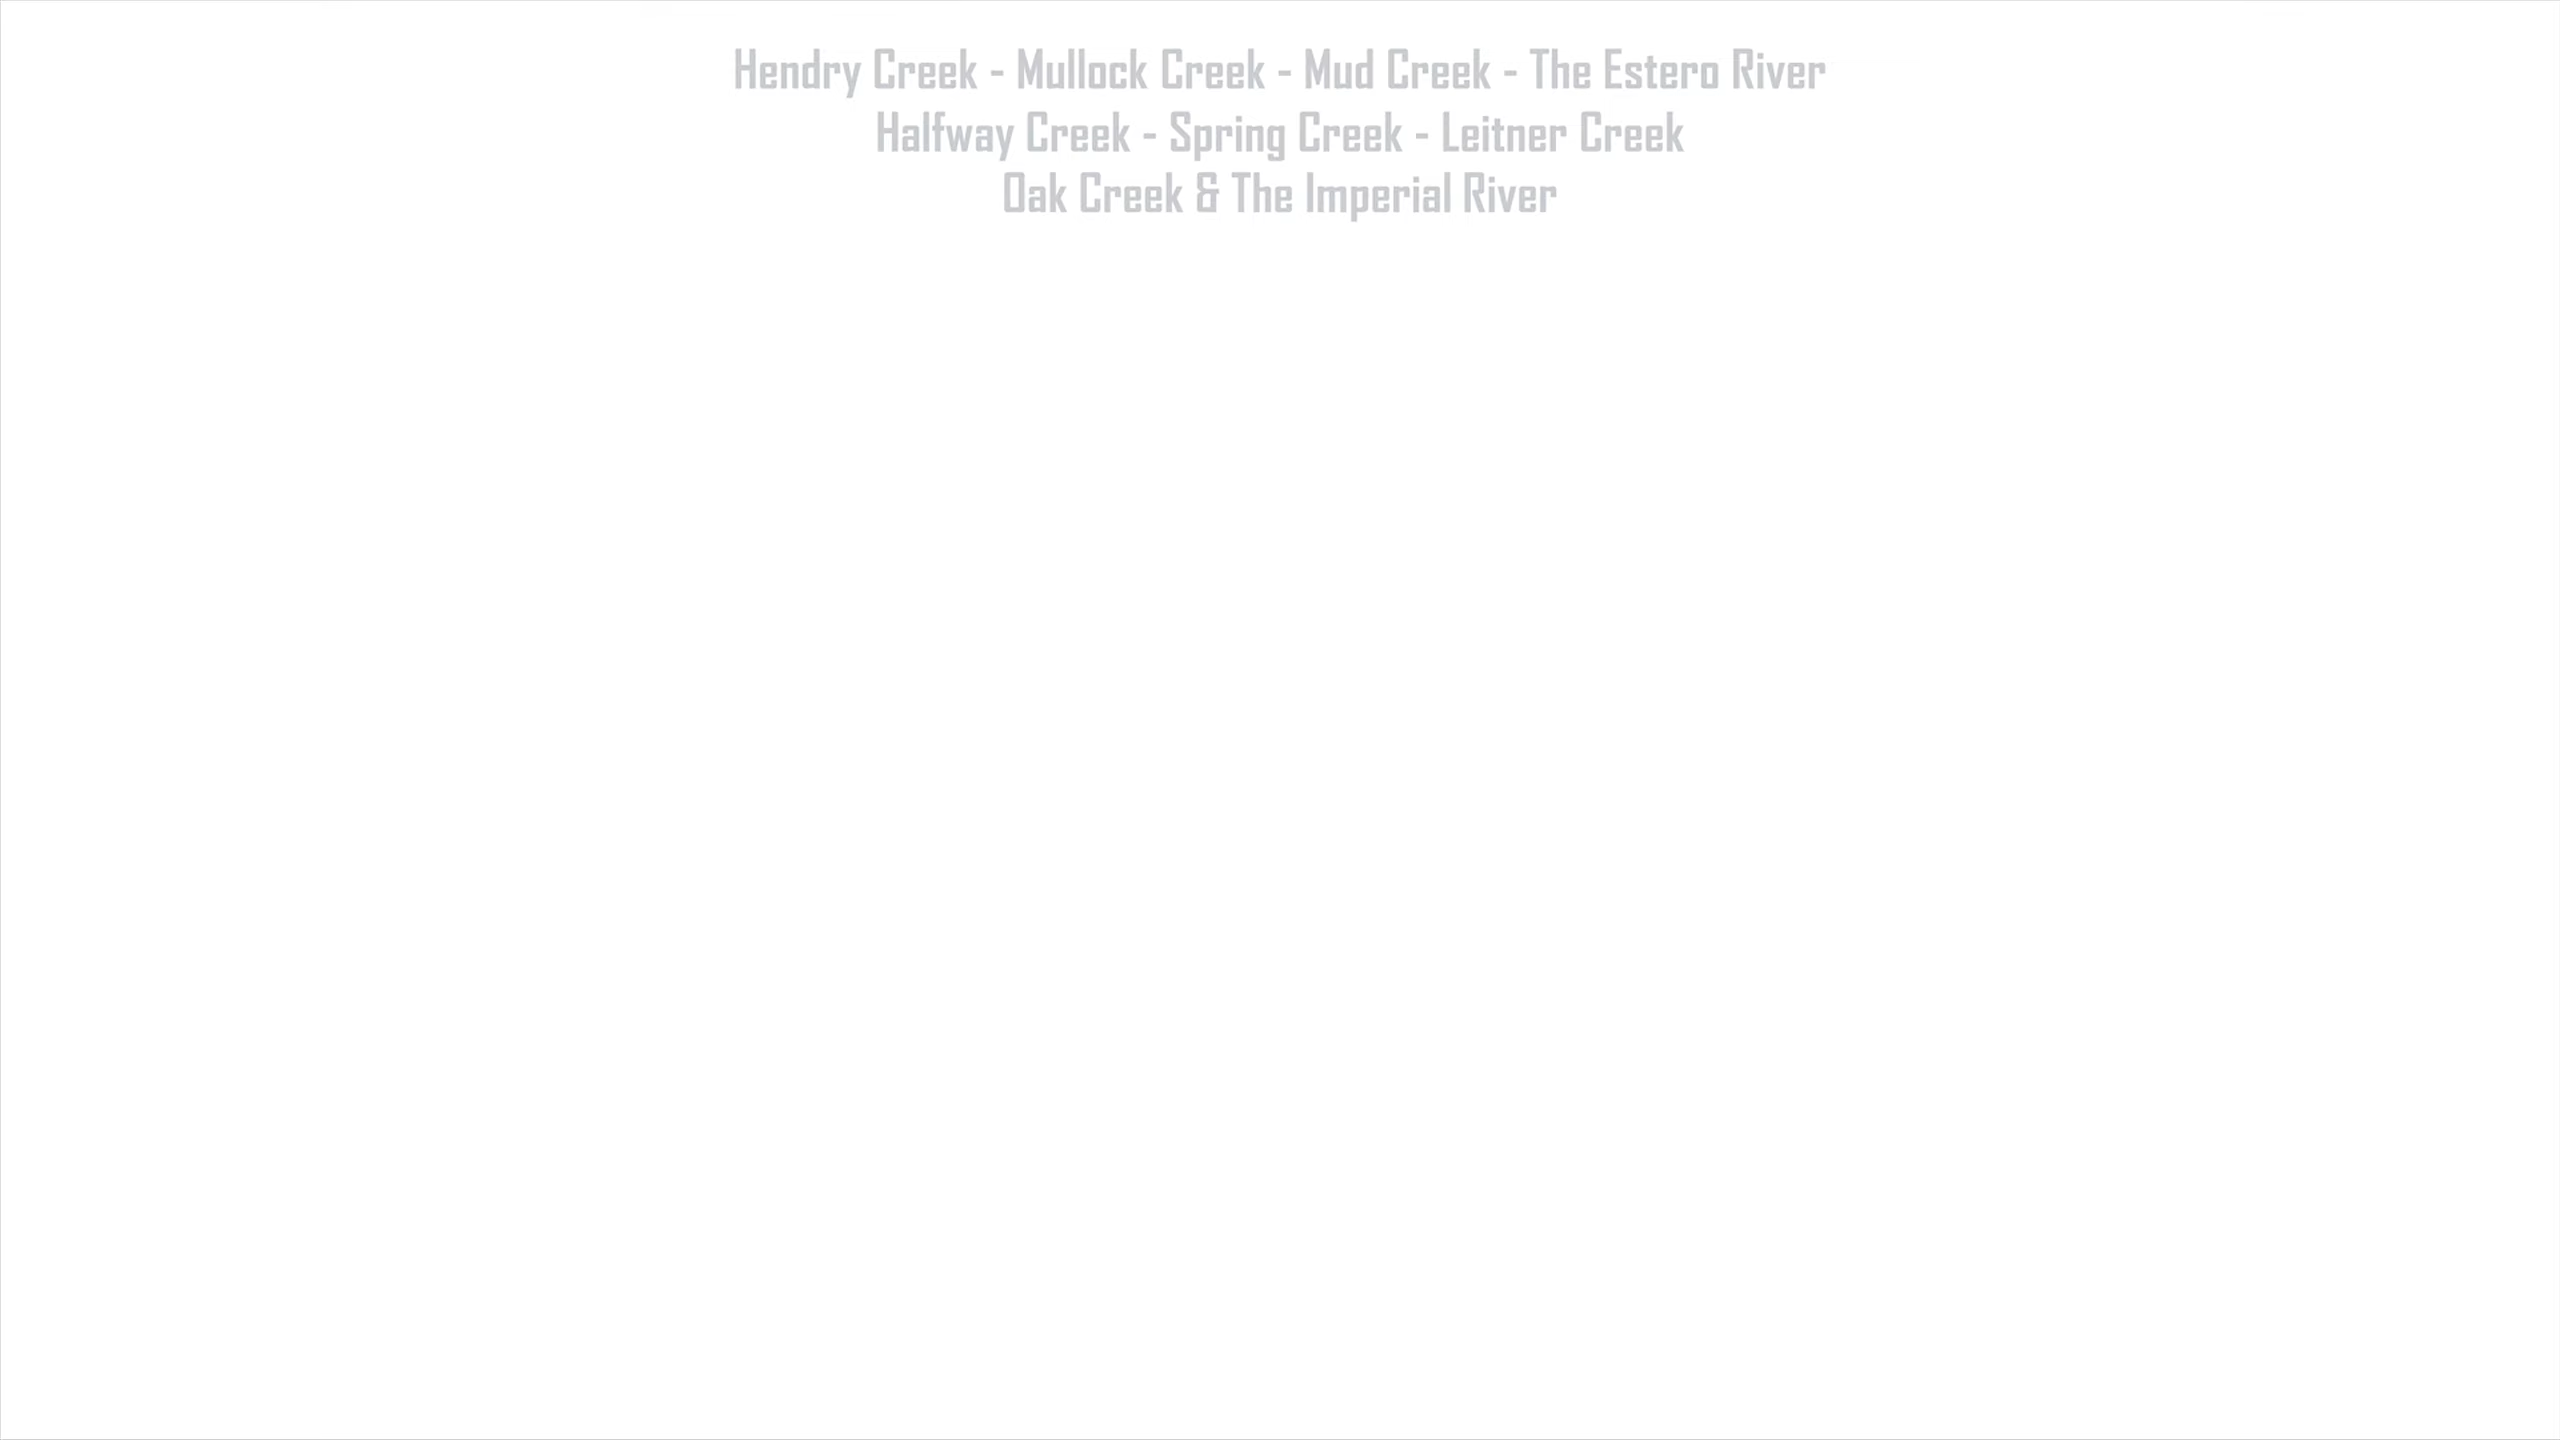 Hendry Creek - Mullock Creek - Mud Creek - The Estero River
Halfway Creek - Spring Creek - Leitner Creek
Oak Creek & The Imperial River